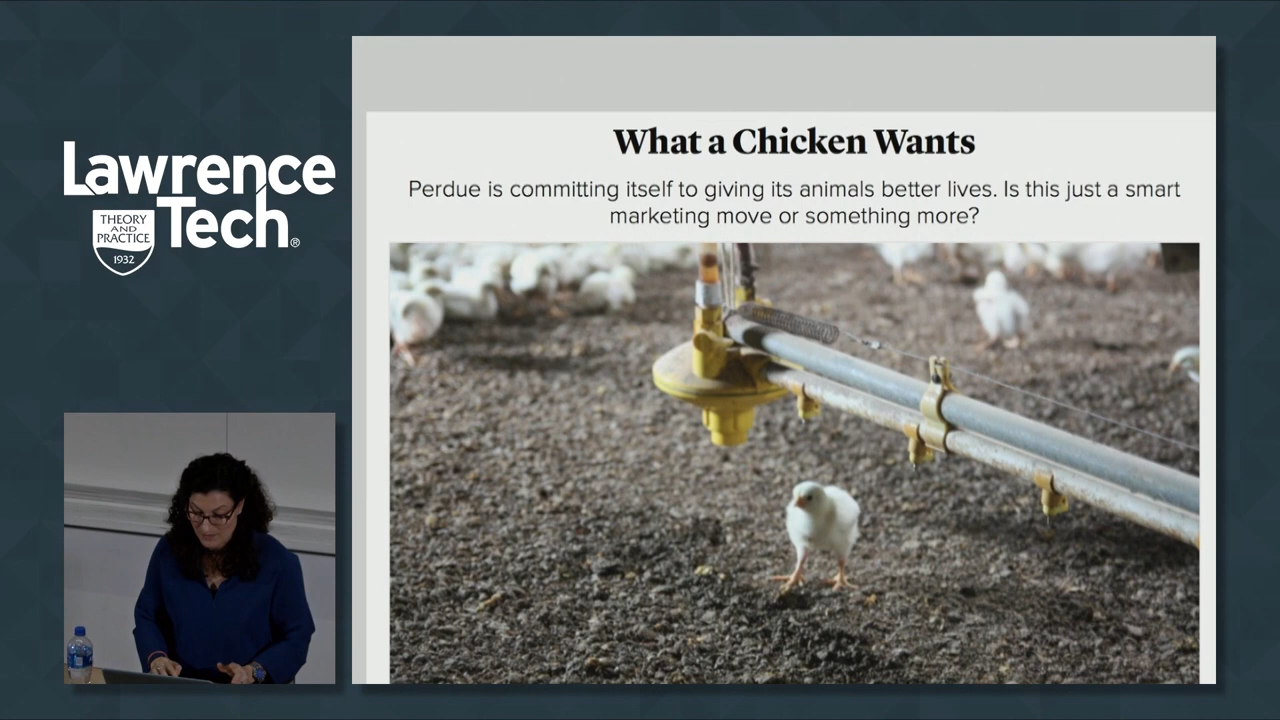 Lawrence
Tech®
THEORY
AND
PRACTICE
1932
What a Chicken Wants
Perdue is committing itself to giving its animals better lives. Is this just a smart
marketing move or something more?